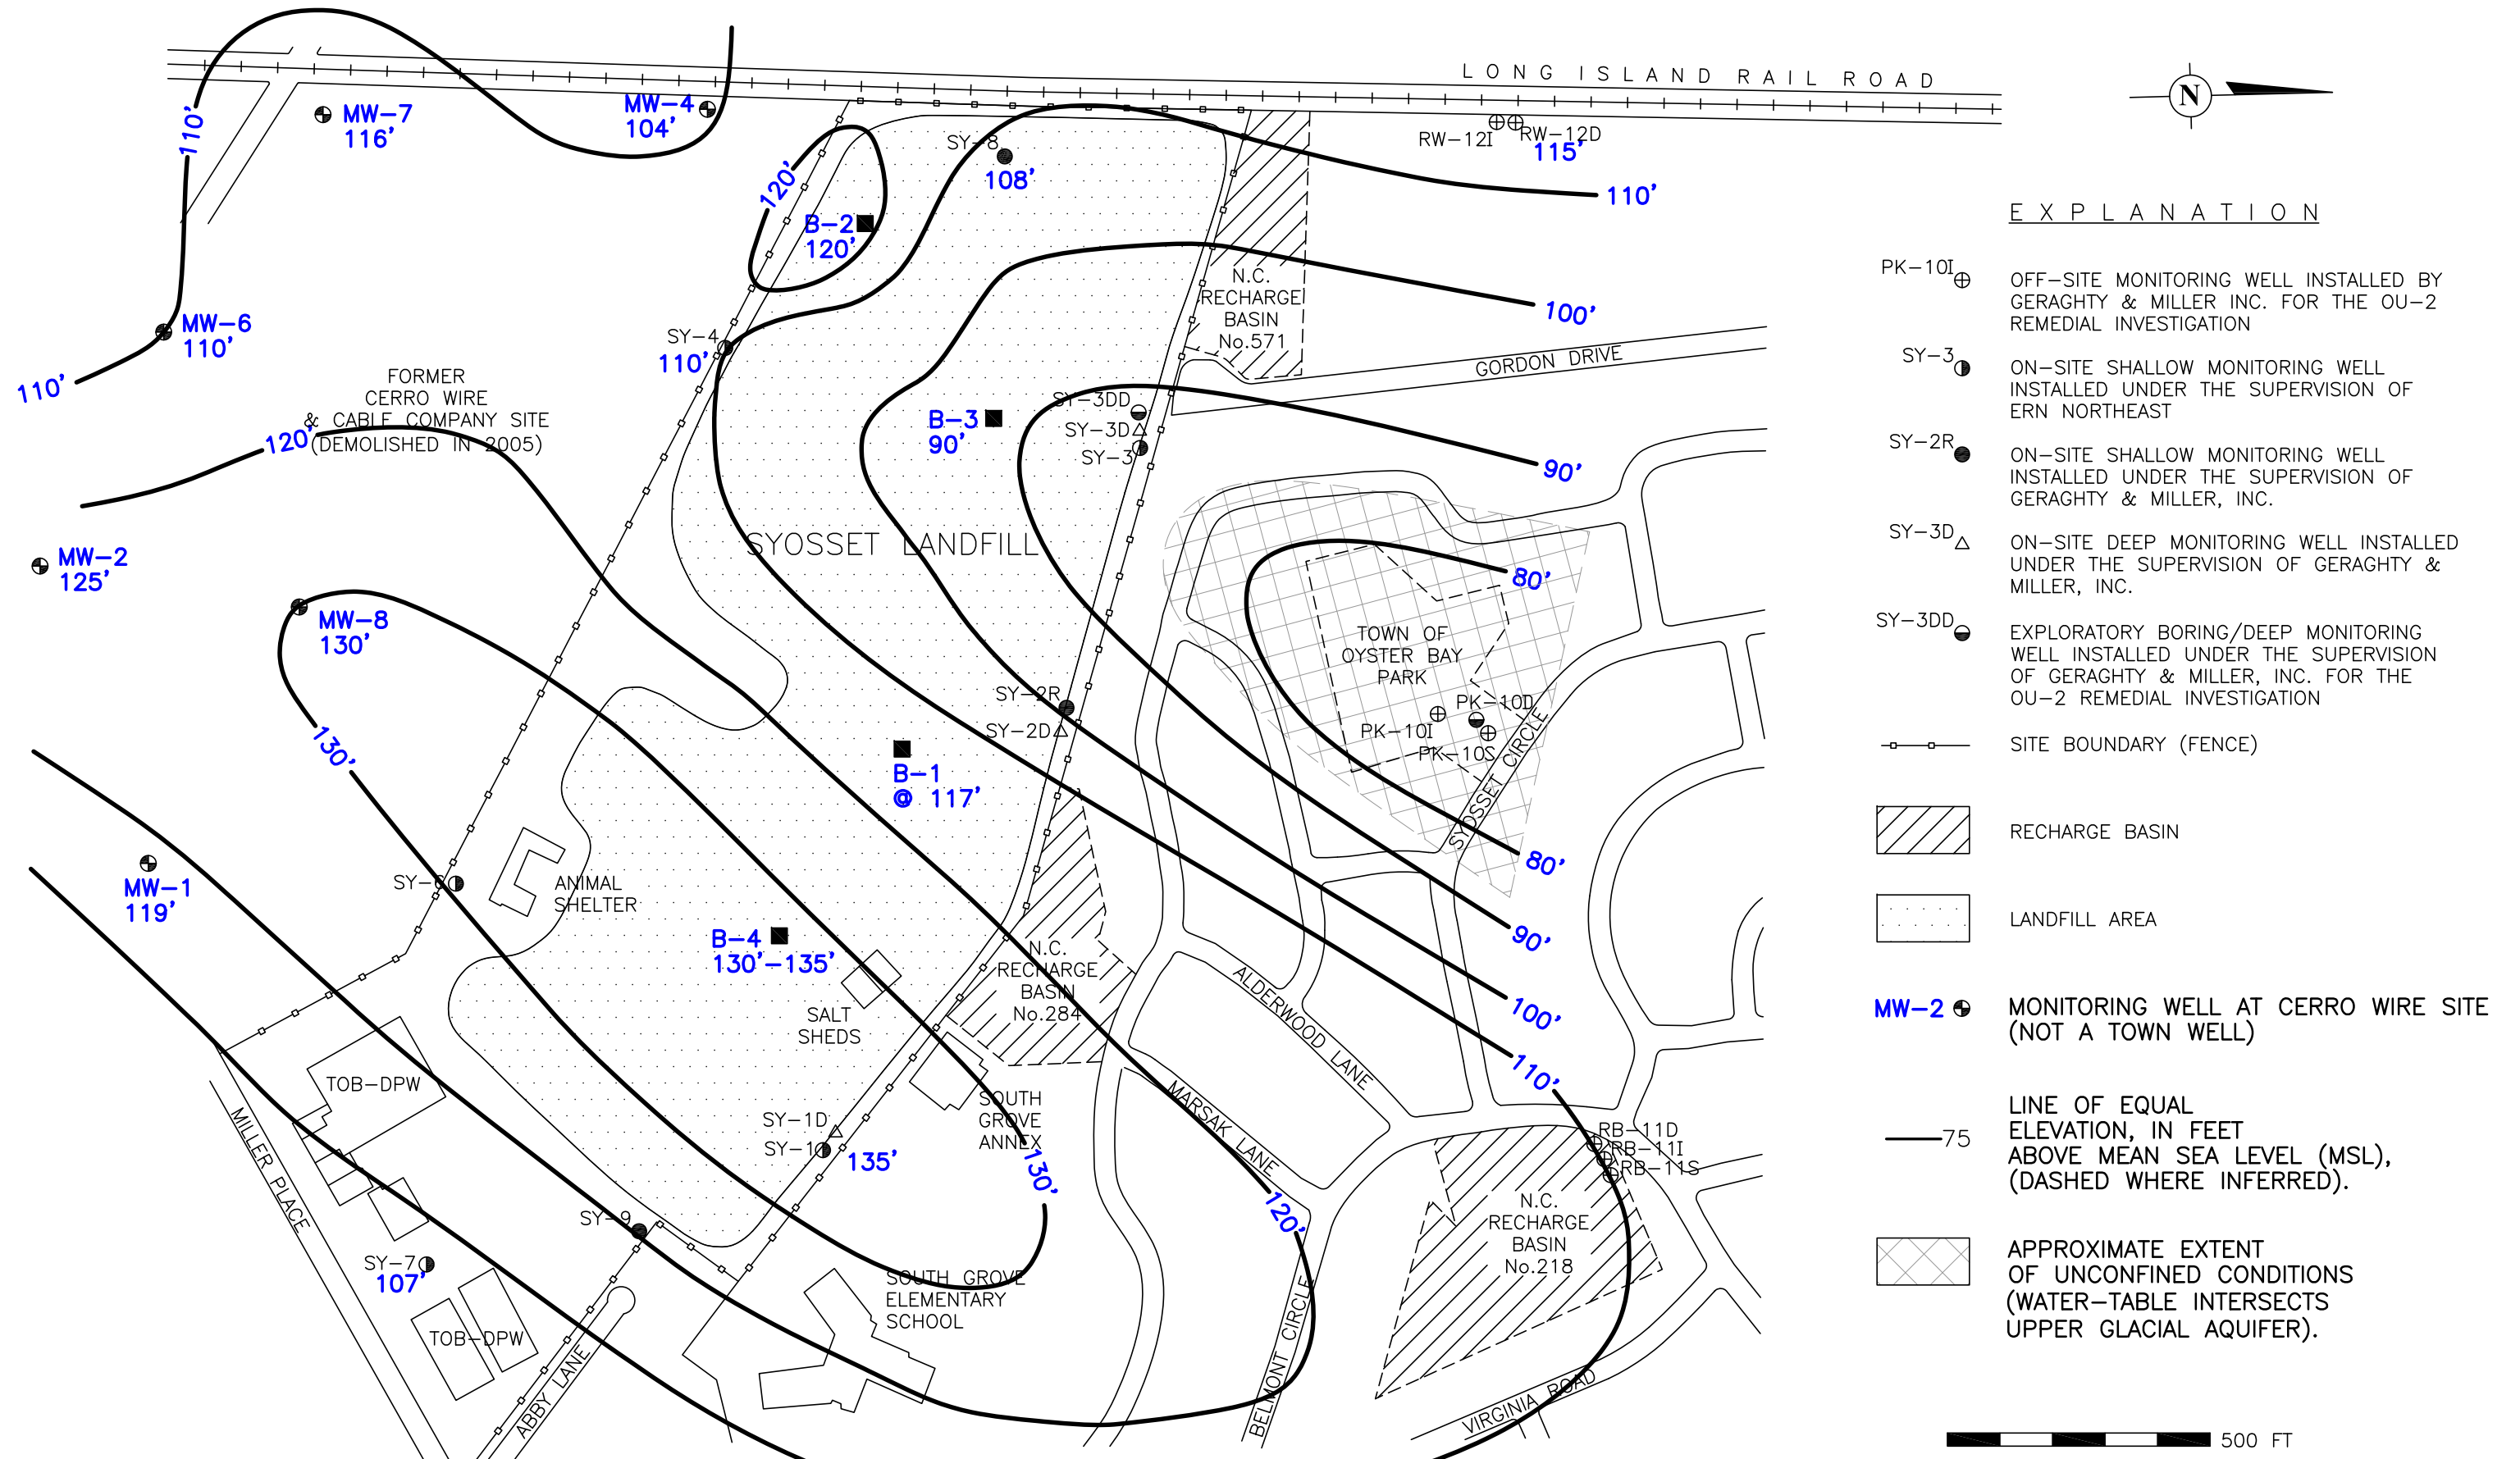 LONG ISLAND RAIL ROAD
N
110'
MW-7
116'
MW-4
104'
RW-12I
RW-12D
115'
SY-8
108'
120'
110'
B-2
120'
MW-6
110'
110'
N.C.
RECHARGE
BASIN
No.571
100'
SY-4
110'
GORDON DRIVE
FORMER
CERRO WIRE
& CABLE COMPANY SITE
(DEMOLISHED IN 2005)
120'
SY-3DD
SY-3D
SY-3
B-3
90'
90'
SYOSSET LANDFILL
MW-2
125'
80'
MW-8
130'
TOWN OF
OYSTER BAY
PARK
SY-2R
SY-2D
PK-10D
PK-10I
PK-10S
SYOSSET CIRCLE
130'
B-1
@ 117'
80'
MW-1
119'
SY-6
ANIMAL
SHELTER
B-4
130'-135'
90'
N.C.
RECHARGE
BASIN
No.284
SALT
SHEDS
ALDERWOOD LANE
100'
110'
TOB-DPW
MILLER PLACE
SY-1D
SY-1
135'
SOUTH
GROVE
ANNEX
130'
MARSAK LANE
120'
RB-11D
RB-11I
RB-11S
N.C.
RECHARGE
BASIN
No.218
SY-9
SY-7
107'
TOB-DPW
SOUTH GROVE
ELEMENTARY
SCHOOL
ABBY LANE
BELMONT CIRCLE
VIRGINIA ROAD
EXPLANATION
PK-10I
OFF-SITE MONITORING WELL INSTALLED BY
GERAGHTY & MILLER INC. FOR THE OU-2
REMEDIAL INVESTIGATION
SY-3
ON-SITE SHALLOW MONITORING WELL
INSTALLED UNDER THE SUPERVISION OF
ERN NORTHEAST
SY-2R
ON-SITE SHALLOW MONITORING WELL
INSTALLED UNDER THE SUPERVISION OF
GERAGHTY & MILLER, INC.
SY-3D
ON-SITE DEEP MONITORING WELL INSTALLED
UNDER THE SUPERVISION OF GERAGHTY &
MILLER, INC.
SY-3DD
EXPLORATORY BORING/DEEP MONITORING
WELL INSTALLED UNDER THE SUPERVISION
OF GERAGHTY & MILLER, INC. FOR THE
OU-2 REMEDIAL INVESTIGATION
SITE BOUNDARY (FENCE)
RECHARGE BASIN
LANDFILL AREA
MW-2
MONITORING WELL AT CERRO WIRE SITE
(NOT A TOWN WELL)
75
LINE OF EQUAL
ELEVATION, IN FEET
ABOVE MEAN SEA LEVEL (MSL),
(DASHED WHERE INFERRED).
APPROXIMATE EXTENT
OF UNCONFINED CONDITIONS
(WATER-TABLE INTERSECTS
UPPER GLACIAL AQUIFER).
500 FT